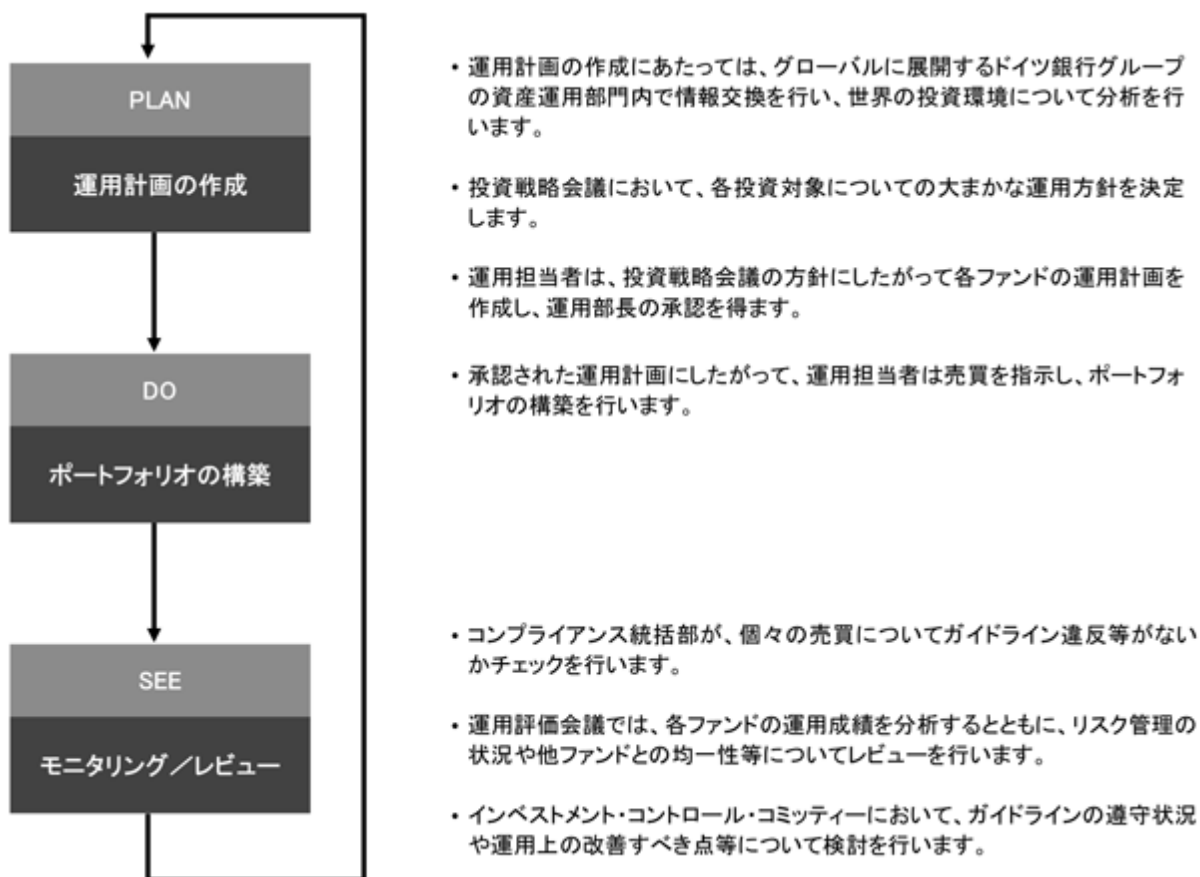 PLAN
運用計画の作成
・運用計画の作成にあたっては、グローバルに展開するドイツ銀行グループ
の資産運用部門内で情報交換を行い、世界の投資環境について分析を行
います。
・投資戦略会議において、各投資対象についての大まかな運用方針を決定
します。
・運用担当者は、投資戦略会議の方針にしたがって各ファンドの運用計画を
作成し、運用部長の承認を得ます。
DO
ポートフォリオの構築
・承認された運用計画にしたがって、運用担当者は売買を指示し、ポートフォ
リオの構築を行います。
SEE
モニタリング／レビュー
・コンプライアンス統括部が、個々の売買についてガイドライン違反等がない
かチェックを行います。
・運用評価会議では、各ファンドの運用成績を分析するとともに、リスク管理の
状況や他ファンドとの均一性等についてレビューを行います。
・インベストメント・コントロール・コミッティーにおいて、ガイドラインの遵守状況
や運用上の改善すべき点等について検討を行います。